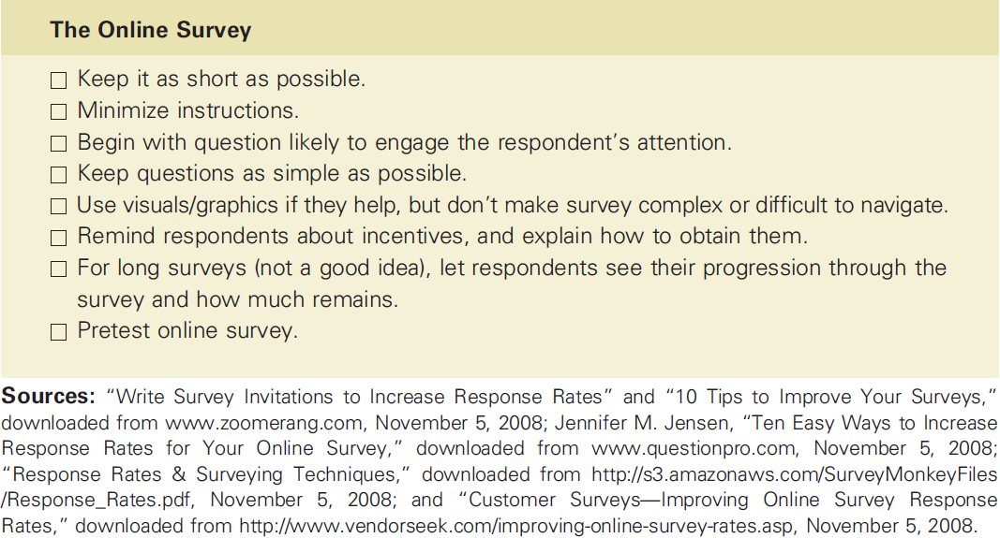 The Online Survey
☐ Keep it as short as possible.
☐ Minimize instructions.
☐ Begin with question likely to engage the respondent’s attention.
☐ Keep questions as simple as possible.
☐ Use visuals/graphics if they help, but don’t make survey complex or difficult to navigate.
☐ Remind respondents about incentives, and explain how to obtain them.
☐ For long surveys (not a good idea), let respondents see their progression through the
survey and how much remains.
☐ Pretest online survey.
Sources: “Write Survey Invitations to Increase Response Rates” and “10 Tips to Improve Your Surveys,”
downloaded from www.zoomerang.com, November 5, 2008; Jennifer M. Jensen, “Ten Easy Ways to Increase
Response Rates for Your Online Survey,” downloaded from www.questionpro.com, November 5, 2008;
“Response Rates & Surveying Techniques,” downloaded from http://s3.amazonaws.com/SurveyMonkeyFiles
/Response_Rates.pdf, November 5, 2008; and “Customer Surveys—Improving Online Survey Response
Rates,” downloaded from http://www.vendorseek.com/improving-online-survey-rates.asp, November 5, 2008.